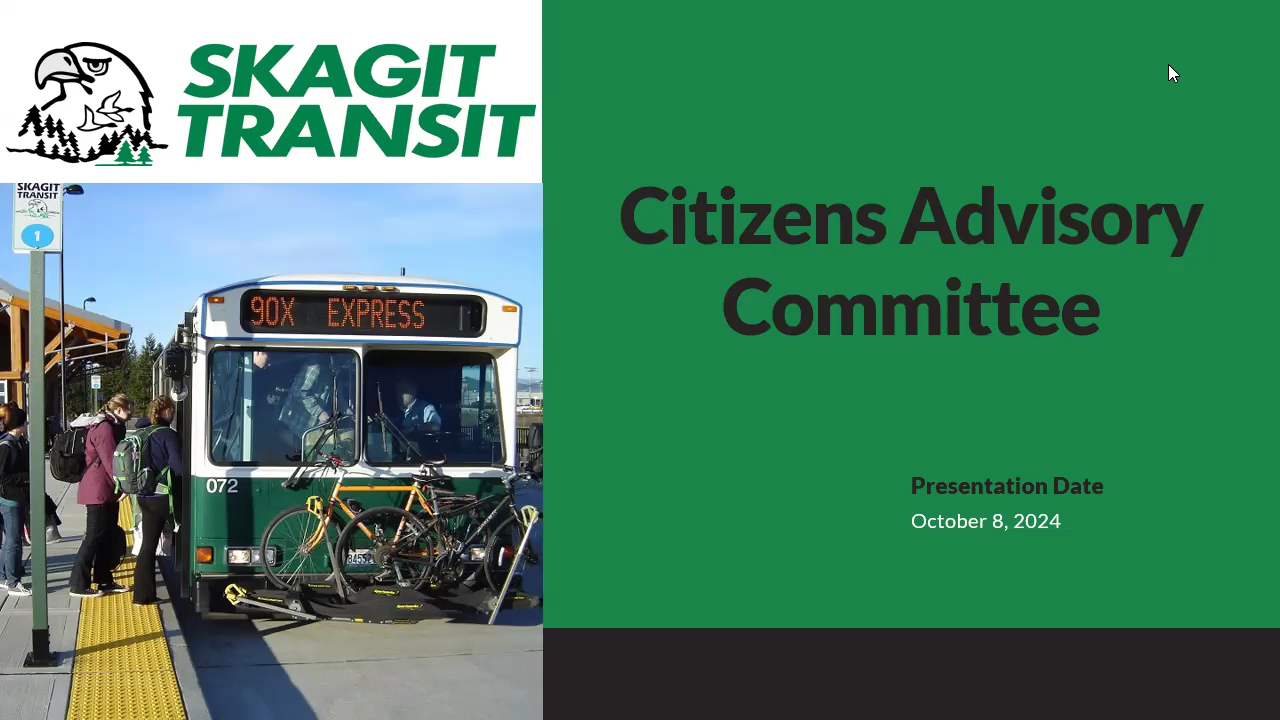 SKAGIT
TRANSIT
SKAGIT
TRANSIT
1
90X EXPRESS
072
Citizens Advisory
Committee
Presentation Date
October 8, 2024